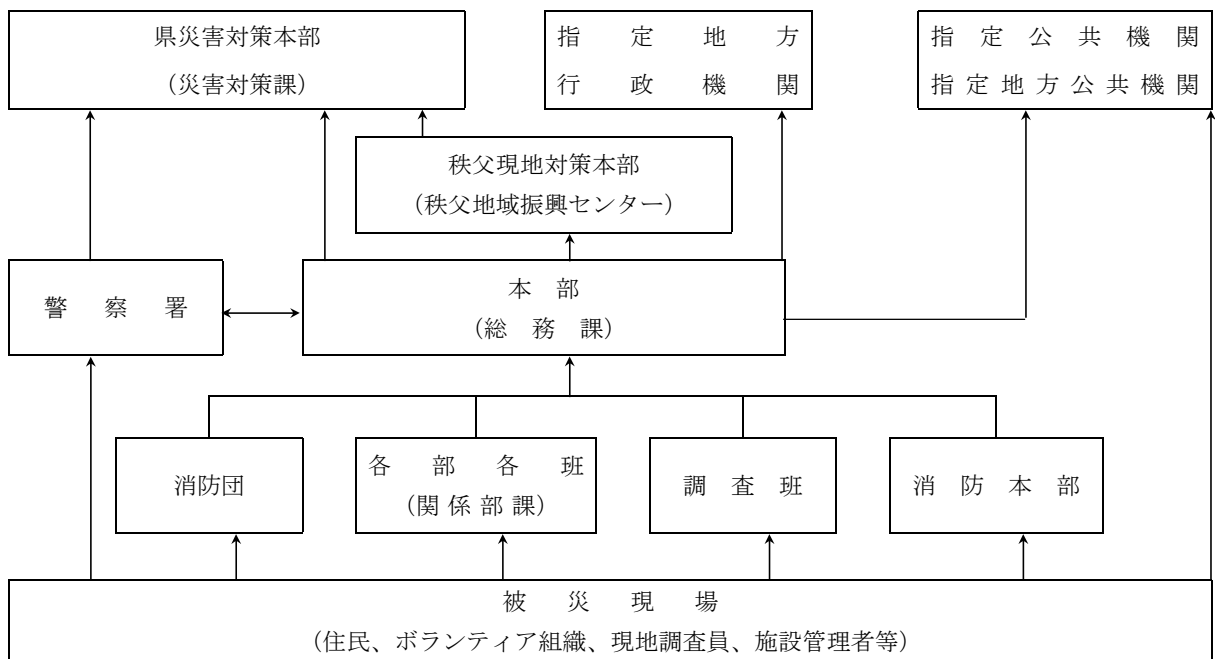 県災害対策本部
（災害対策課）
指定地方
行政機関
指定公共機関
指定地方公共機関
秩父現地対策本部
（秩父地域振興センター）
警察署
本部
（総務課）
消防団
各部各班
（関係部課）
調査班
消防本部
被災現場
（住民、ボランティア組織、現地調査員、施設管理者等）